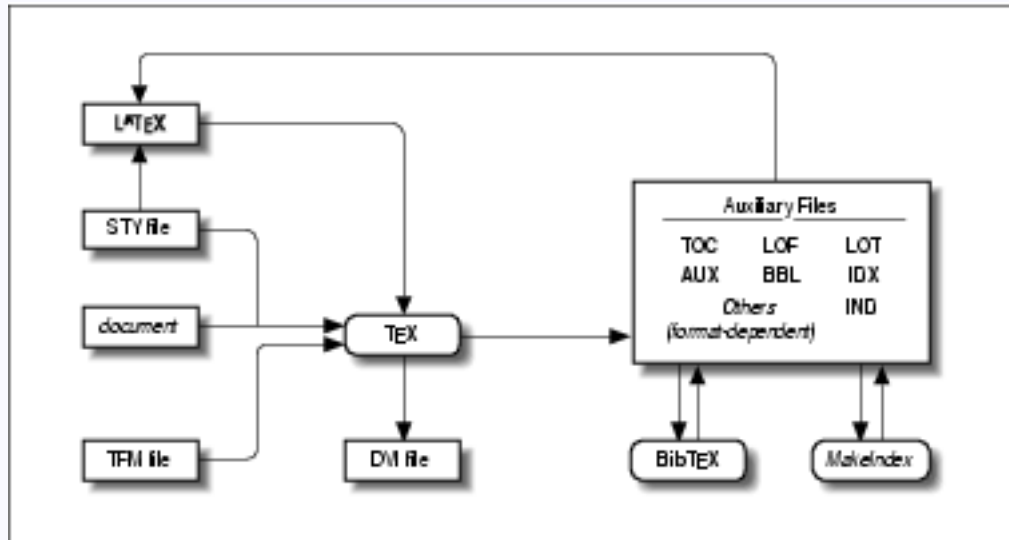 LATEX
STY file
document
TFM file
TEX
DVI file
Auxiliary Files
TOC LOF LOT
AUX BBL IDX
Others IND
(format-dependent)
BibTEX
MakeIndex